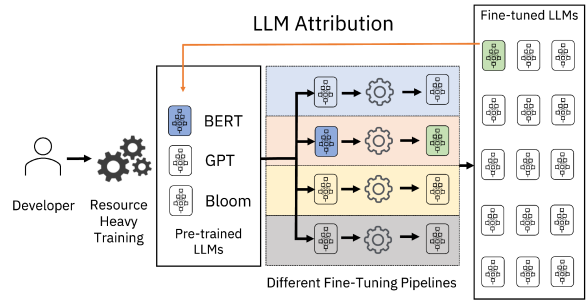 LLM Attribution
Fine-tuned LLMs
BERT
GPT
Bloom
Developer
Resource
Heavy
Training
Pre-trained
LLMs
Different Fine-Tuning Pipelines